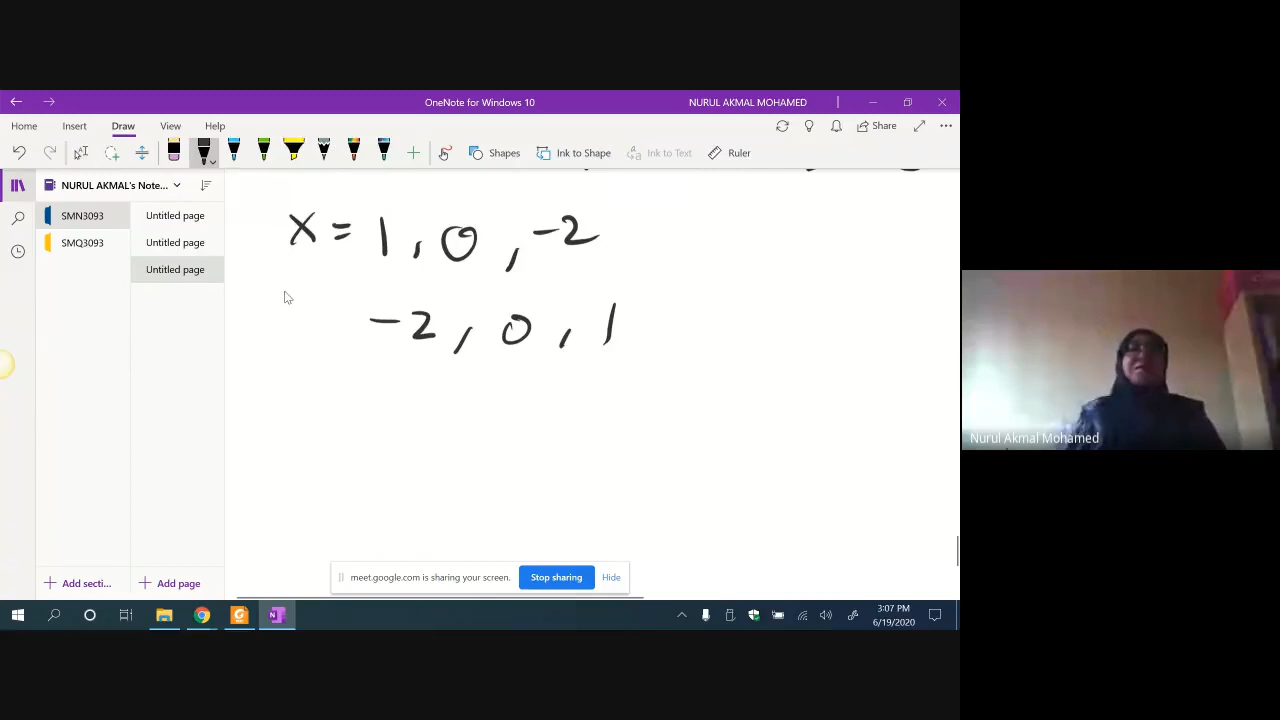 OneNote for Windows 10
NURUL AKMAL MOHAMED
Home Insert Draw View Help
Share
Shapes
Ink to Shape
Ink to Text
Ruler
NURUL AKMAL's Note...
SMN3093
SMQ3093
Untitled page
Untitled page
Untitled page
x = 1, 0, -2
-2, 0, 1
Nurul Akmal Mohamed
meet.google.com is sharing your screen. Stop sharing Hide
Add secti...
Add page
3:07 PM
6/19/2020